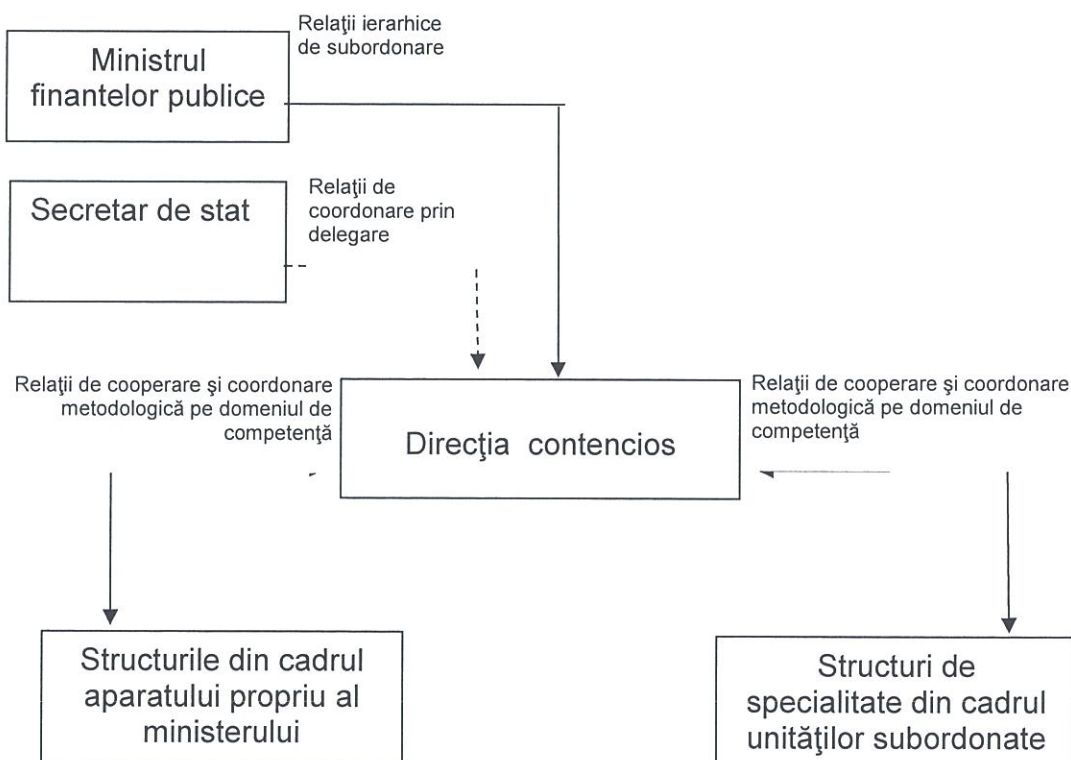 Relaţii ierarhice
de subordonare
Ministrul
finantelor publice
Secretar de stat
Relaţii de
coordonare prin
delegare
Relaţii de cooperare şi coordonare
metodologică pe domeniul de
competenţă
Direcţia contencios
Relaţii de cooperare şi coordonare
metodologică pe domeniul de
competenţă
Structurile din cadrul
aparatului propriu al
ministerului
Structuri de
specialitate din cadrul
unităţilor subordonate